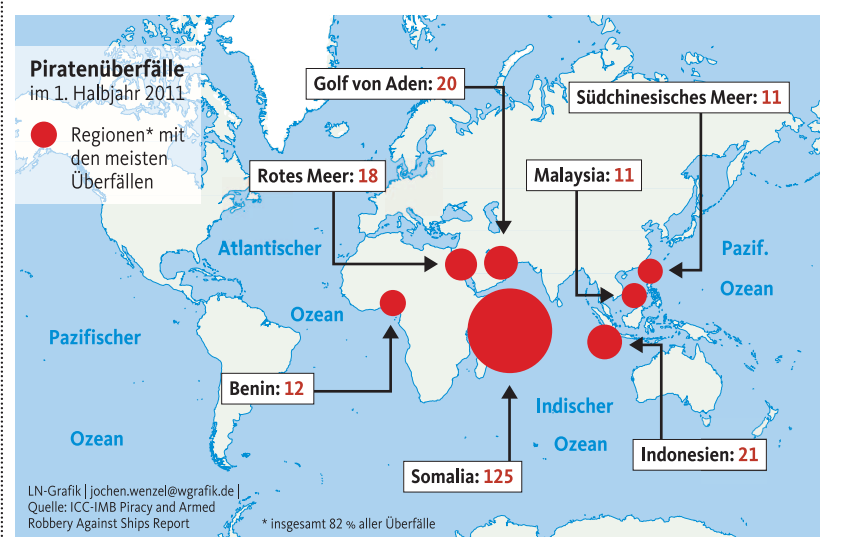 Piratenüberfälle
im 1. Halbjahr 2011
Regionen* mit
den meisten
Überfällen
Golf von Aden: 20
Südchinesisches Meer: 11
Rotes Meer: 18
Malaysia: 11
Atlantischer
Ozean
Pazif.
Ozean
Pazifischer
Ozean
Benin: 12
Indischer
Ozean
Somalia: 125
Indonesien: 21
LN-Grafik | jochen.wenzel@wgrafik.de |
Quelle: ICC-IMB Piracy and Armed
Robbery Against Ships Report
* insgesamt 82 % aller Überfälle